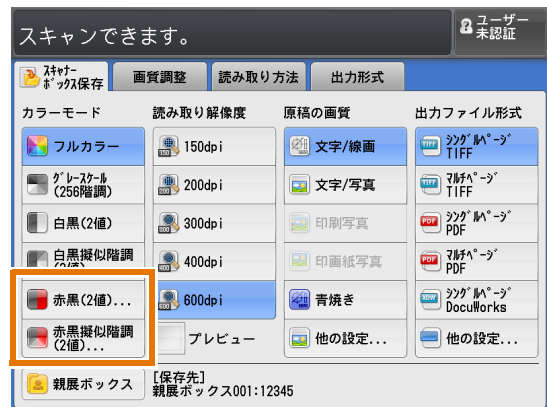 スキャンできます。
ユーザー
未認証
ｽｷｬﾅｰ
ﾎﾞｯｸｽ保存
画質調整
読み取り方法
出力形式
カラーモード
読み取り解像度
原稿の画質
出力ファイル形式
フルカラー
150dpi
文字/線画
ｼﾝｸﾞﾙﾍﾟｰｼﾞ
TIFF
ｸﾞﾚｰｽｹｰﾙ
(256階調)
200dpi
文字/写真
ﾏﾙﾁﾍﾟｰｼﾞ
TIFF
白黒(2値)
300dpi
印刷写真
ｼﾝｸﾞﾙﾍﾟｰｼﾞ
PDF
白黒擬似階調
400dpi
印画紙写真
ﾏﾙﾁﾍﾟｰｼﾞ
PDF
赤黒(2値)...
600dpi
青焼き
ｼﾝｸﾞﾙﾍﾟｰｼﾞ
DocuWorks
赤黒擬似階調
(2値)...
プレビュー
他の設定...
他の設定...
親展ボックス
[保存先]
親展ボックス001:12345